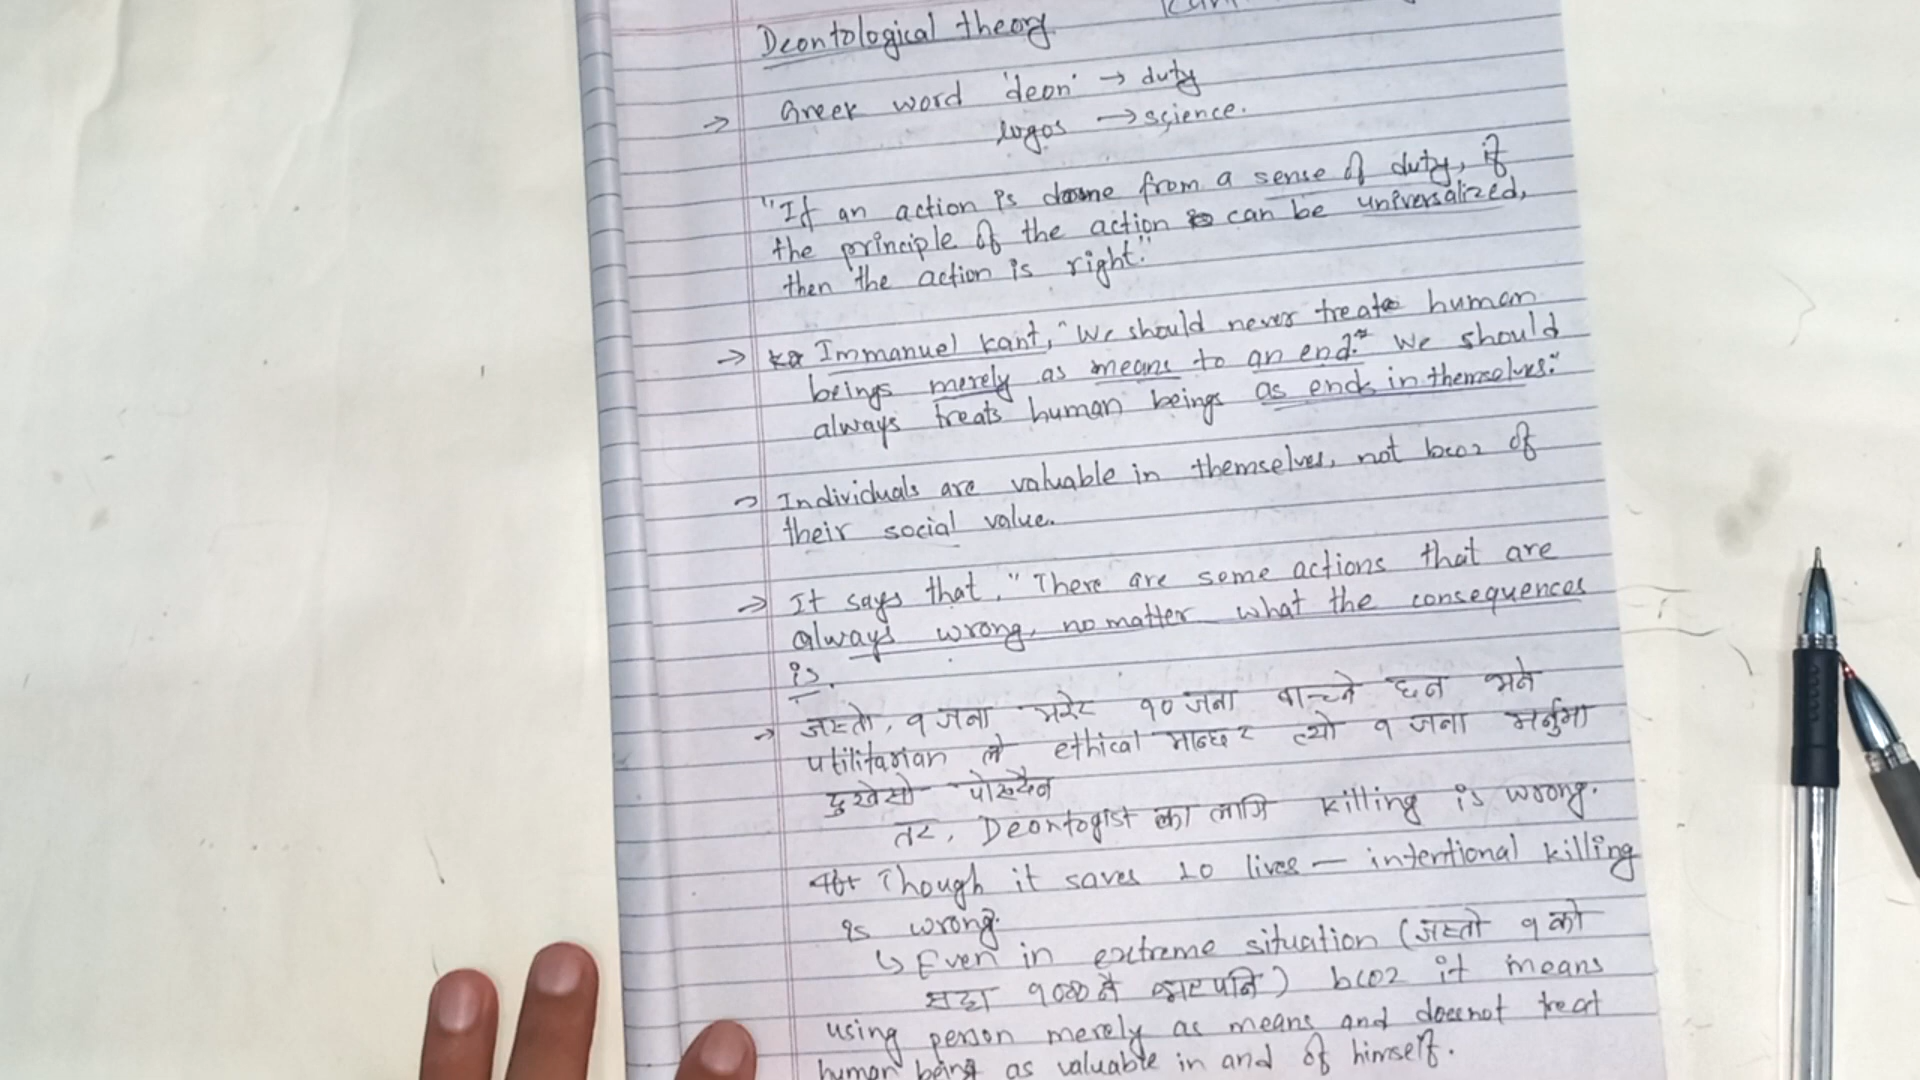 Deontological theory
→ Greek word 'deon' → duty
logos → science.
"If an action is done from a sense of duty, if
the principle of the action can be universalized,
then the action is right."
→ Immanuel Kant, "We should never treate human
beings merely as means to an end." We should
always treats human beings as ends in themselves."
→ Individuals are valuable in themselves, not bcoz of
their social value.
→ It says that, "There are some actions that are
always wrong, no matter what the consequences
is.
→ जस्तो, १ जना मरेर १० जना बाच्ने छन भने
utilitarian ले ethical मान्छ र त्यो १ जना मर्नुमा
तर, Deontogist का लागि killing is wrong.
Though it saves 10 lives — intentional killing
is wrong.
↳ Even in extreme situation (जस्तो १ को
सट्टा १००० नै भए पनि) bcoz it means
using person merely as means and doesnot treat
human being as valuable in and of himself.